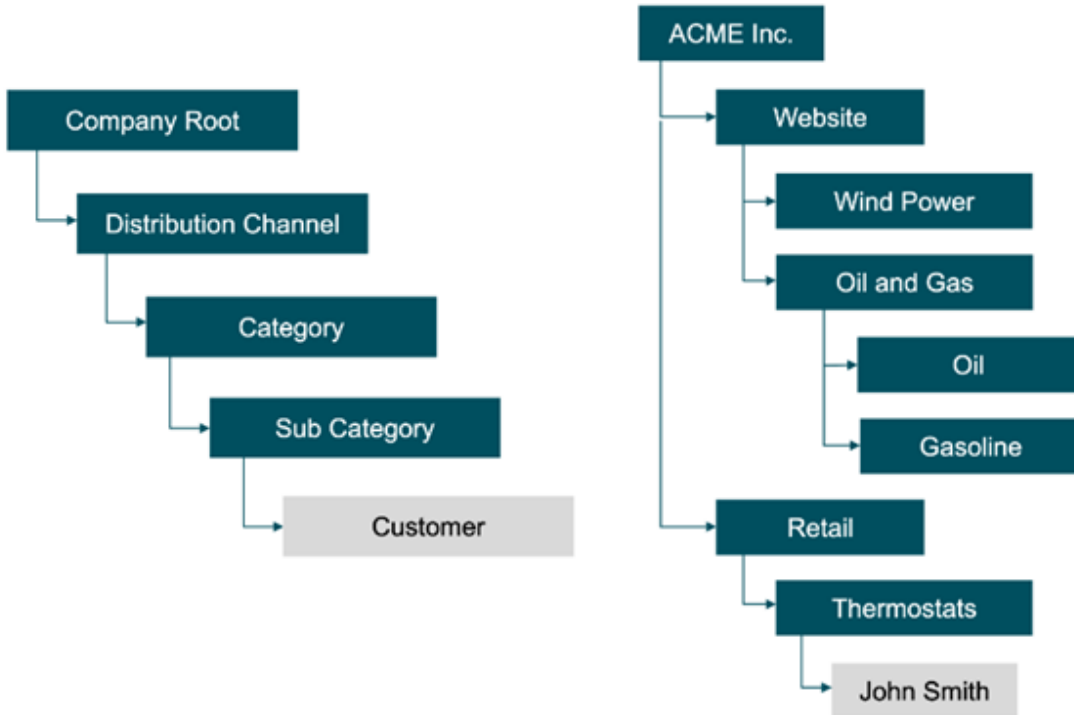 Company Root
Distribution Channel
Category
Sub Category
Customer
ACME Inc.
Website
Wind Power
Oil and Gas
Oil
Gasoline
Retail
Thermostats
John Smith